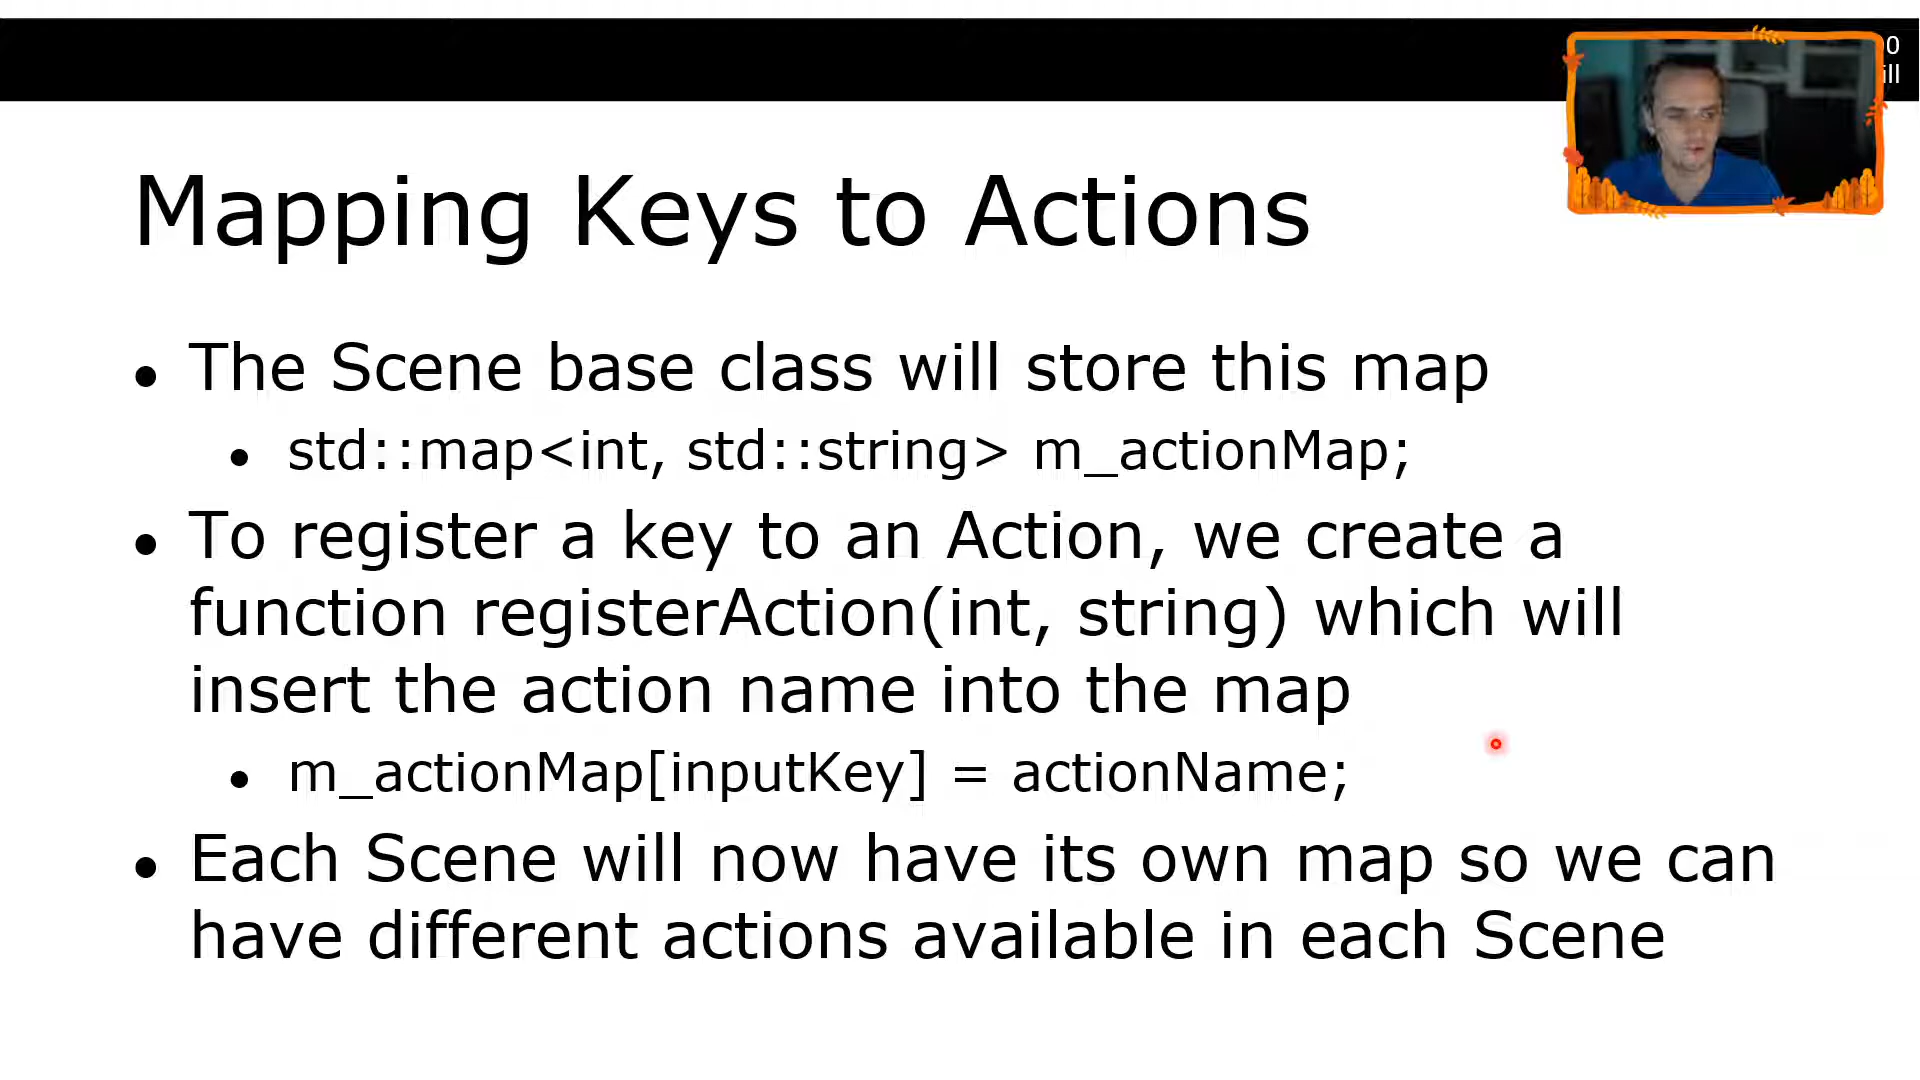 Mapping Keys to Actions
• The Scene base class will store this map
• std::map<int, std::string> m_actionMap;
• To register a key to an Action, we create a
function registerAction(int, string) which will
insert the action name into the map
• m_actionMap[inputKey] = actionName;
• Each Scene will now have its own map so we can
have different actions available in each Scene